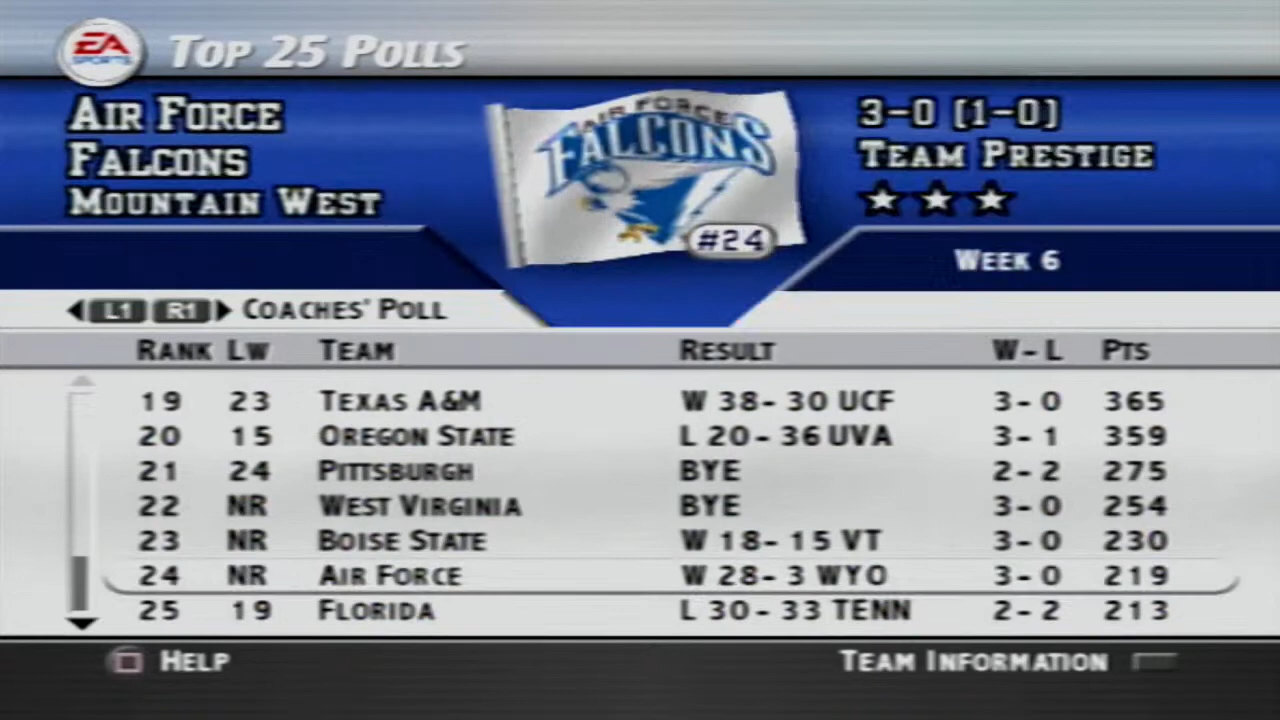 EA SPORTS TOP 25 POLLS
AIR FORCE
FALCONS
MOUNTAIN WEST
AIR FORCE
FALCONS
#24
3-0 (1-0)
TEAM PRESTIGE
WEEK 6
L1 R1 COACHES' POLL
RANK LW TEAM RESULT W-L PTS
19 23 TEXAS A&M W 38-30 UCF 3-0 365
20 15 OREGON STATE L 20-36 UVA 3-1 359
21 24 PITTSBURGH BYE 2-2 275
22 NR WEST VIRGINIA BYE 3-0 254
23 NR BOISE STATE W 18-15 VT 3-0 230
24 NR AIR FORCE W 28-3 WYO 3-0 219
25 19 FLORIDA L 30-33 TENN 2-2 213
HELP TEAM INFORMATION